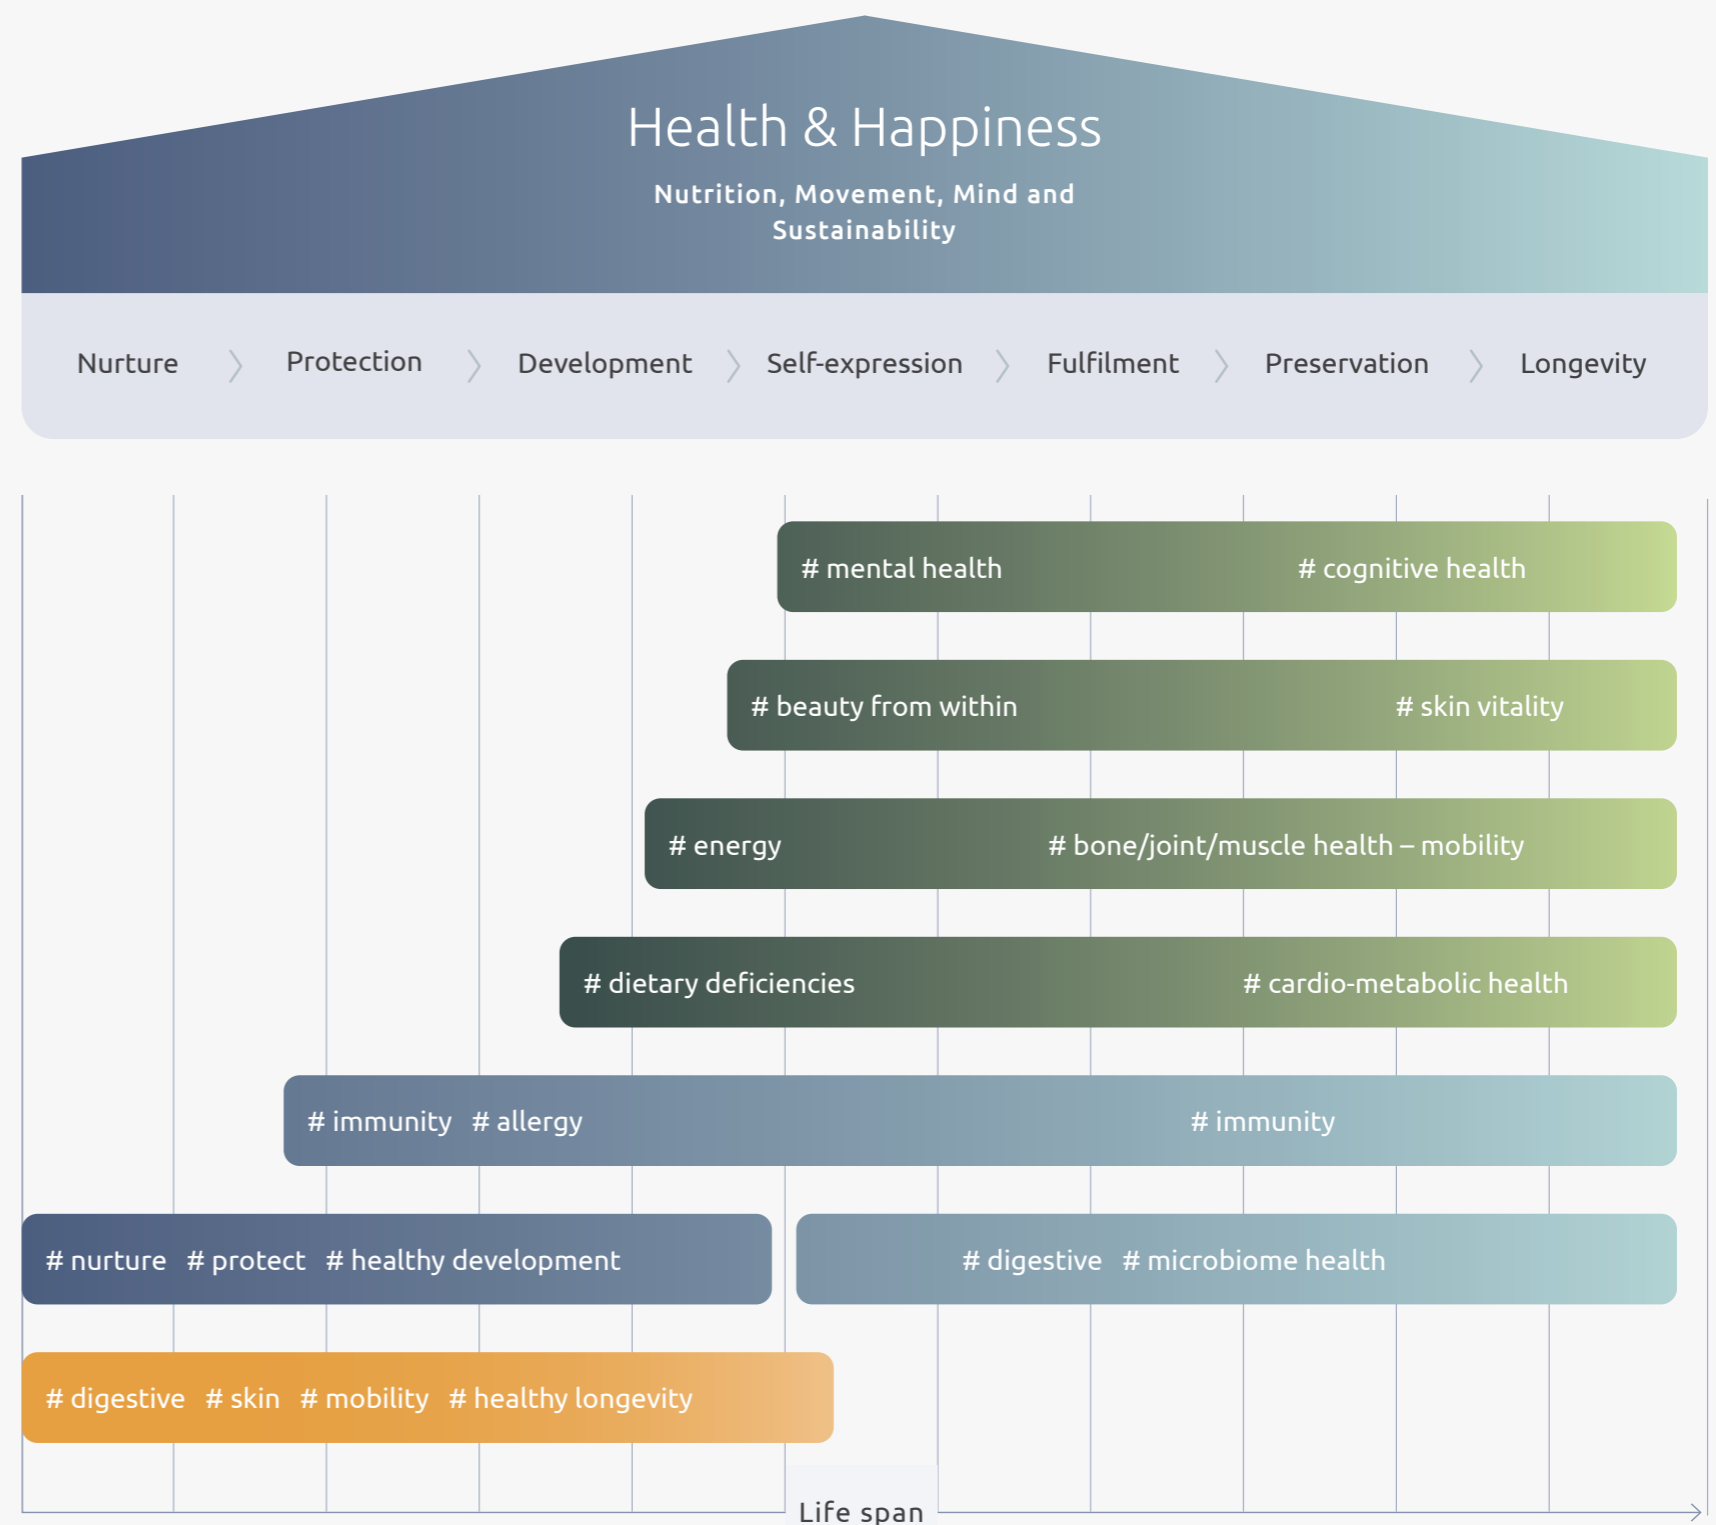 Health & Happiness
Nutrition, Movement, Mind and
Sustainability
Nurture Protection Development Self-expression Fulfilment Preservation Longevity
# mental health # cognitive health
# beauty from within # skin vitality
# energy # bone/joint/muscle health – mobility
# dietary deficiencies # cardio-metabolic health
# immunity # allergy # immunity
# nurture # protect # healthy development # digestive # microbiome health
# digestive # skin # mobility # healthy longevity
Life span